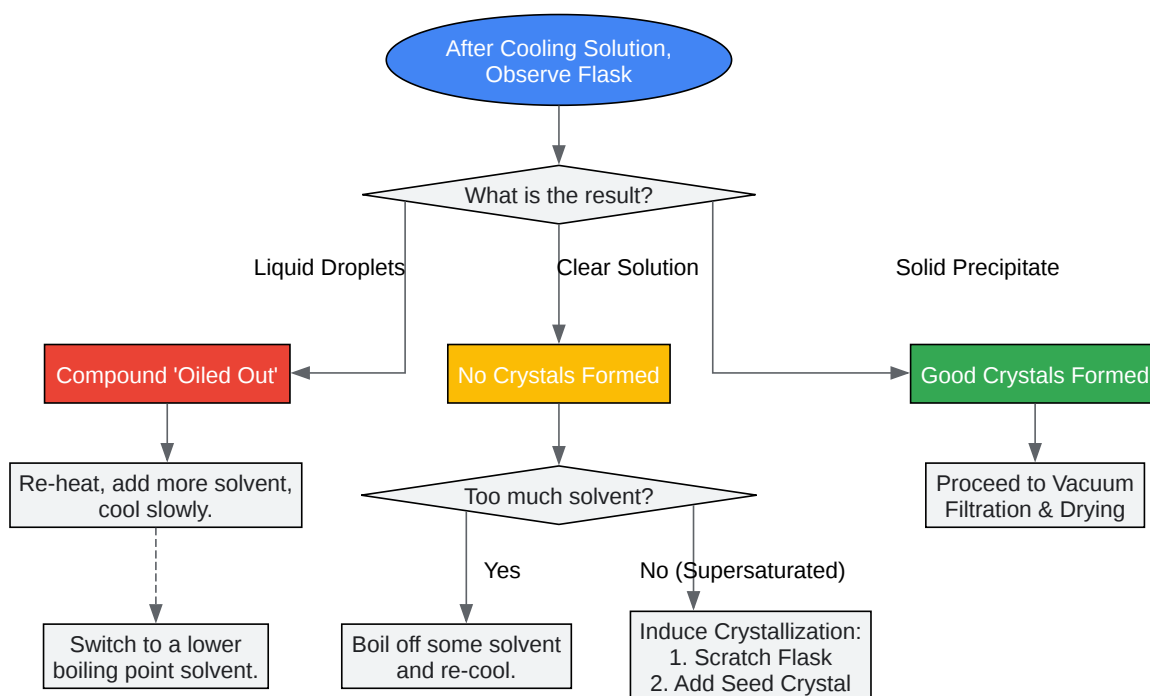 After Cooling Solution,
Observe Flask
What is the result?
Liquid Droplets
Clear Solution
Solid Precipitate
Compound 'Oiled Out'
No Crystals Formed
Good Crystals Formed
Re-heat, add more solvent,
cool slowly.
Too much solvent?
Proceed to Vacuum
Filtration & Drying
Yes
No (Supersaturated)
Switch to a lower
boiling point solvent.
Boil off some solvent
and re-cool.
Induce Crystallization:
1. Scratch Flask
2. Add Seed Crystal